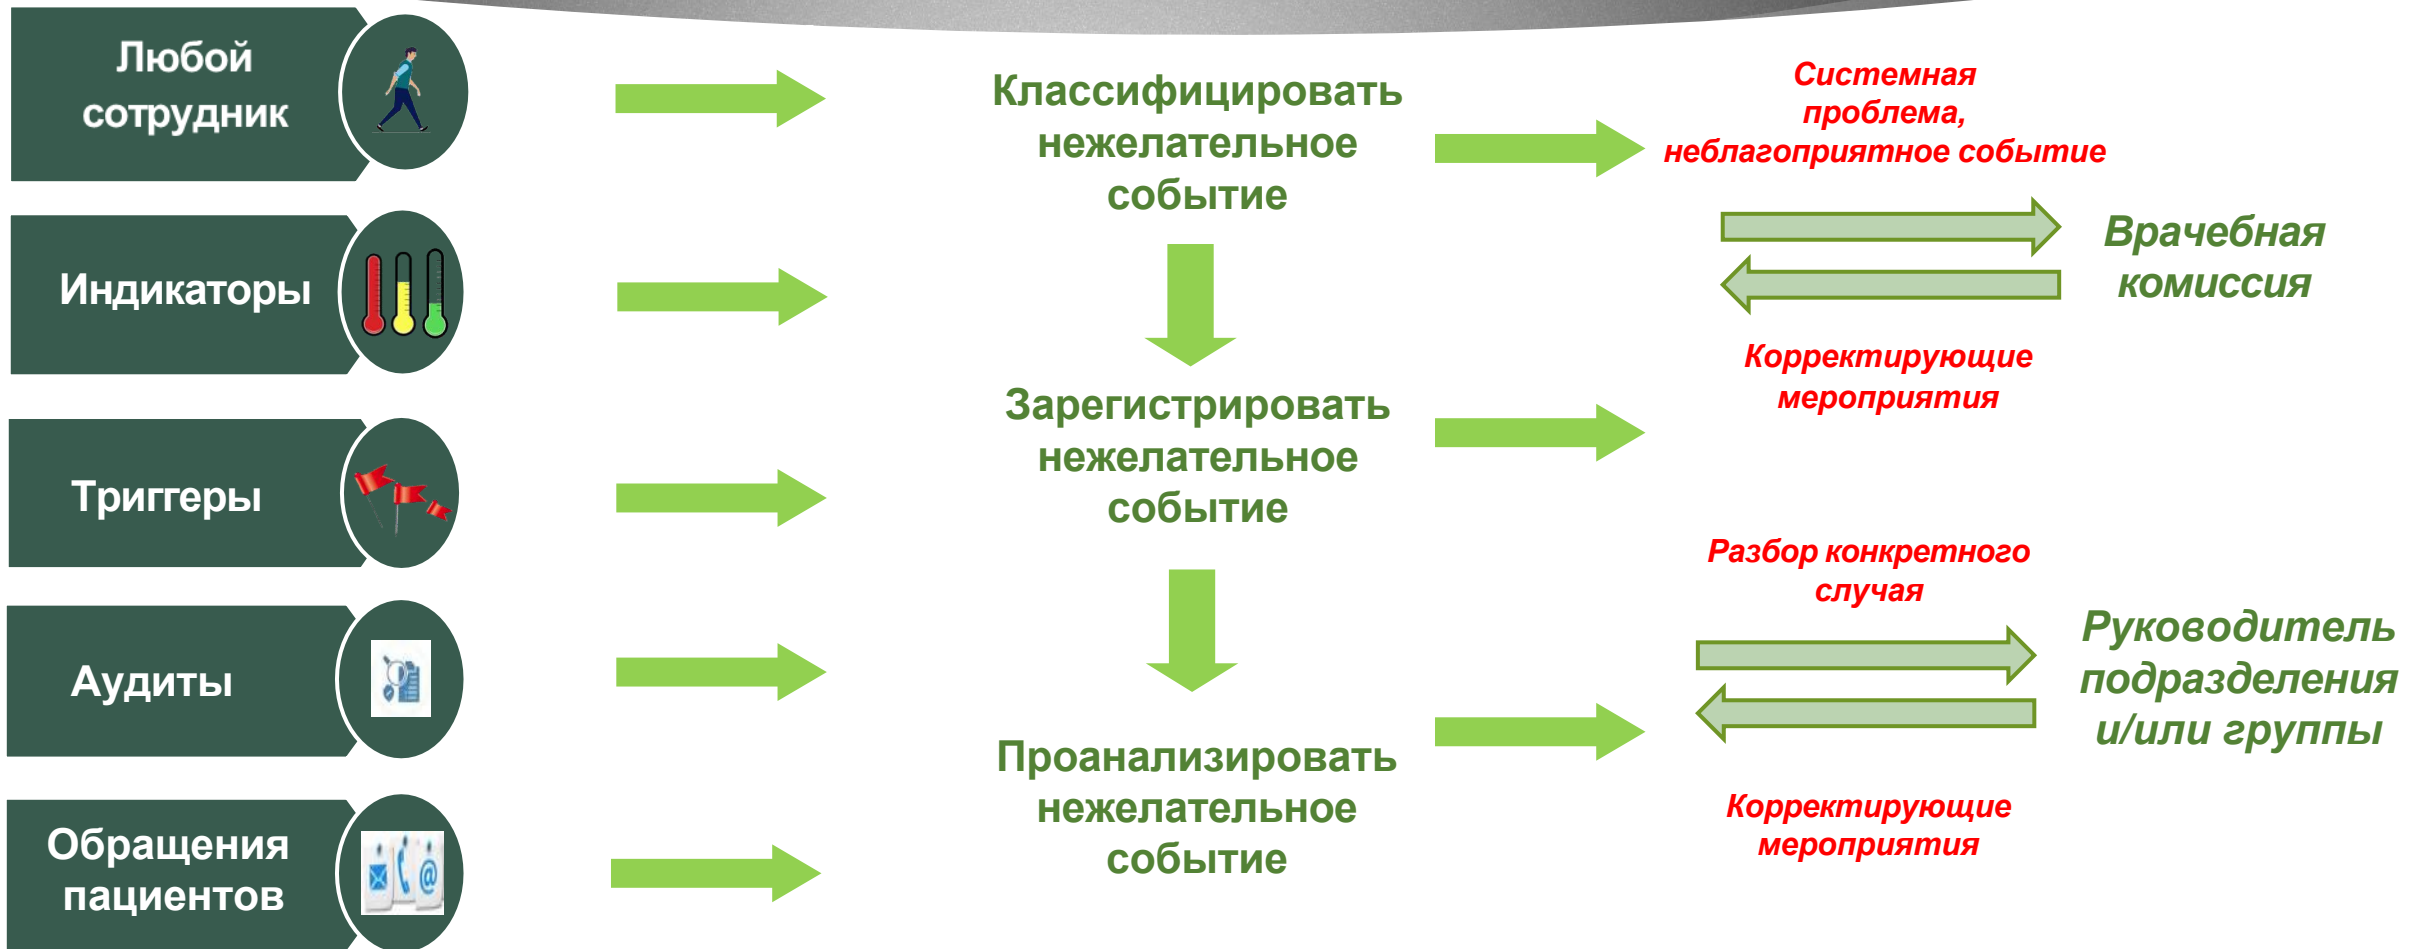 Любой
сотрудник
Индикаторы
Триггеры
Аудиты
Обращения
пациентов
Классифицировать
нежелательное
событие
Зарегистрировать
нежелательное
событие
Проанализировать
нежелательное
событие
Системная
проблема,
неблагоприятное событие
Врачебная
комиссия
Корректирующие
мероприятия
Разбор конкретного
случая
Руководитель
подразделения
и/или группы
Корректирующие
мероприятия